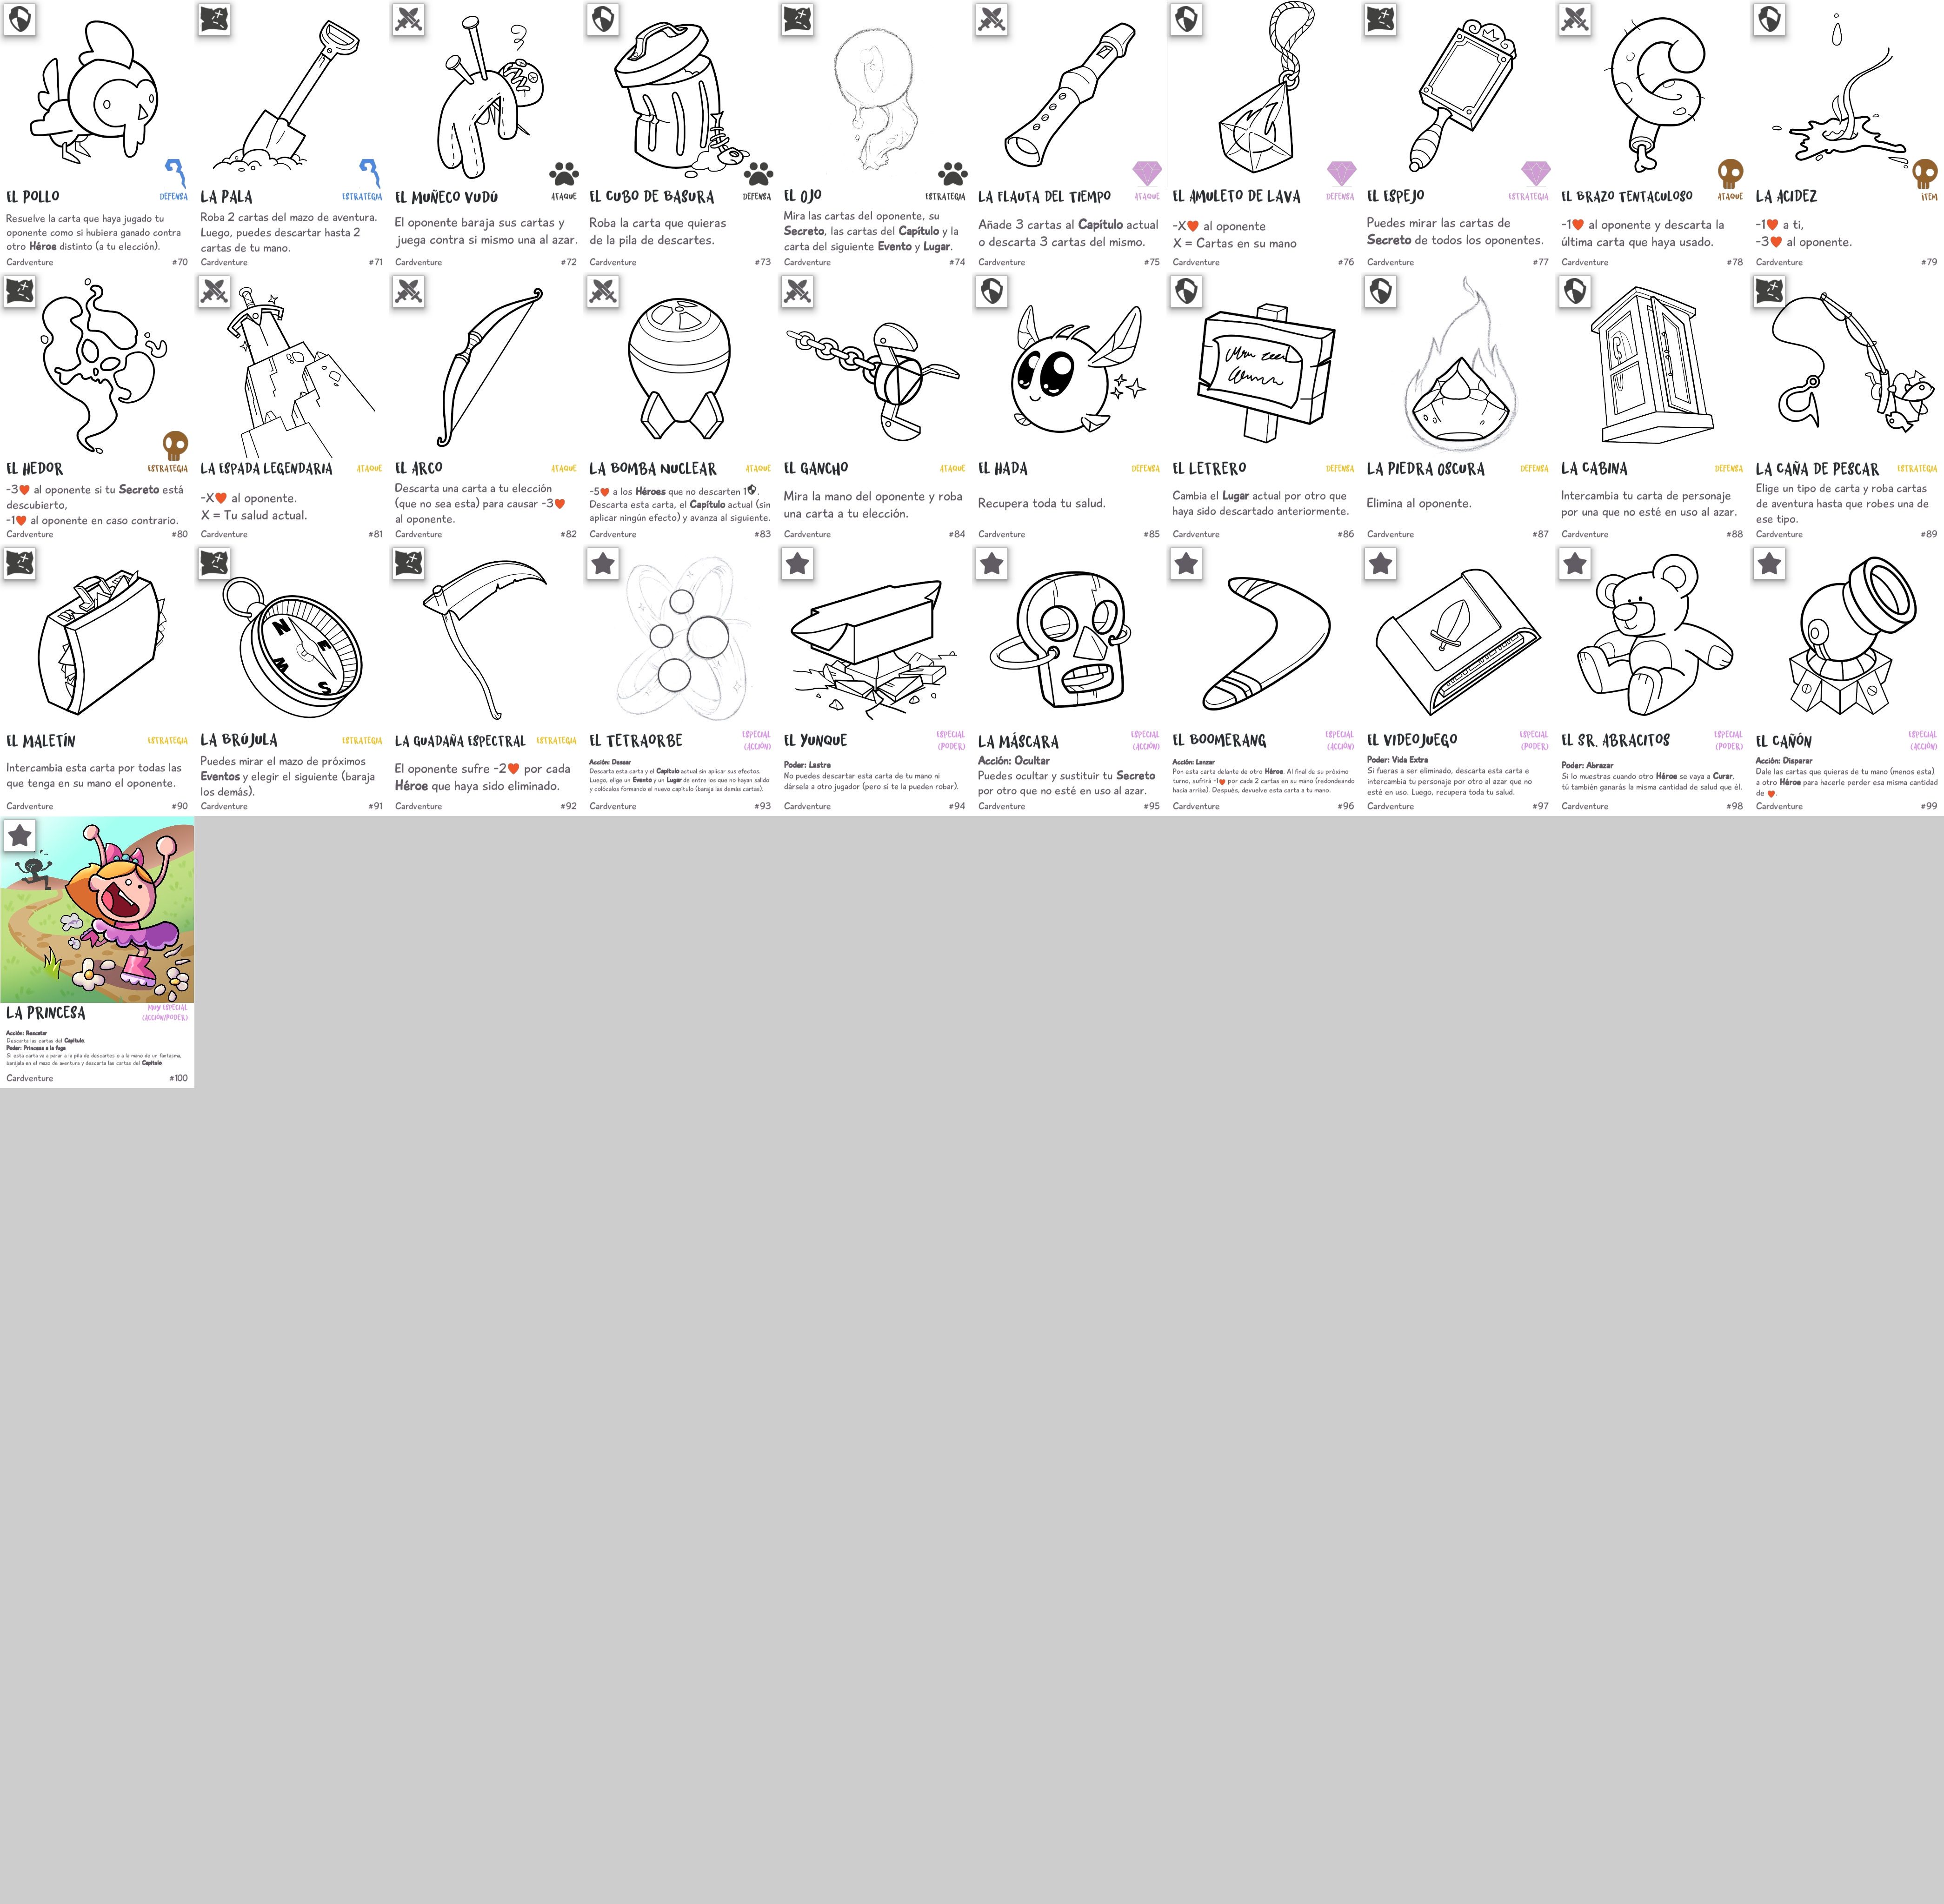 EL POLLO
DEFENSA
Resuelve la carta que haya jugado tu
oponente como si hubiera ganado contra
otro Héroe distinto (a tu elección).
Cardventure #70
LA PALA
ESTRATEGIA
Roba 2 cartas del mazo de aventura.
Luego, puedes descartar hasta 2
cartas de tu mano.
Cardventure #71
EL MUÑECO VUDÚ
ATAQUE
El oponente baraja sus cartas y
juega contra si mismo una al azar.
Cardventure #72
EL CUBO DE BASURA
DEFENSA
Roba la carta que quieras
de la pila de descartes.
Cardventure #73
EL OJO
ESTRATEGIA
Mira las cartas del oponente, su
Secreto, las cartas del Capítulo y la
carta del siguiente Evento y Lugar.
Cardventure #74
LA FLAUTA DEL TIEMPO
ATAQUE
Añade 3 cartas al Capítulo actual
o descarta 3 cartas del mismo.
Cardventure #75
EL AMULETO DE LAVA
DEFENSA
-X❤ al oponente
X = Cartas en su mano
Cardventure #76
EL ESPEJO
ESTRATEGIA
Puedes mirar las cartas de
Secreto de todos los oponentes.
Cardventure #77
EL BRAZO TENTACULOSO
ATAQUE
-1❤ al oponente y descarta la
última carta que haya usado.
Cardventure #78
LA ACIDEZ
ÍTEM
-1❤ a ti,
-3❤ al oponente.
Cardventure #79
EL HEDOR
ESTRATEGIA
-3❤ al oponente si tu Secreto está
descubierto,
-1❤ al oponente en caso contrario.
Cardventure #80
LA ESPADA LEGENDARIA
ATAQUE
-X❤ al oponente.
X = Tu salud actual.
Cardventure #81
EL ARCO
ATAQUE
Descarta una carta a tu elección
(que no sea esta) para causar -3❤
al oponente.
Cardventure #82
LA BOMBA NUCLEAR
ATAQUE
-5❤ a los Héroes que no descarten 1.
Descarta esta carta, el Capítulo actual (sin
aplicar ningún efecto) y avanza al siguiente.
Cardventure #83
EL GANCHO
ATAQUE
Mira la mano del oponente y roba
una carta a tu elección.
Cardventure #84
EL HADA
DEFENSA
Recupera toda tu salud.
Cardventure #85
EL LETRERO
DEFENSA
Cambia el Lugar actual por otro que
haya sido descartado anteriormente.
Cardventure #86
LA PIEDRA OSCURA
DEFENSA
Elimina al oponente.
Cardventure #87
LA CABINA
DEFENSA
Intercambia tu carta de personaje
por una que no esté en uso al azar.
Cardventure #88
LA CAÑA DE PESCAR
ESTRATEGIA
Elige un tipo de carta y roba cartas
de aventura hasta que robes una de
ese tipo.
Cardventure #89
EL MALETÍN
ESTRATEGIA
Intercambia esta carta por todas las
que tenga en su mano el oponente.
Cardventure #90
N
E
W
S
LA BRÚJULA
ESTRATEGIA
Puedes mirar el mazo de próximos
Eventos y elegir el siguiente (baraja
los demás).
Cardventure #91
LA GUADAÑA ESPECTRAL
ESTRATEGIA
El oponente sufre -2❤ por cada
Héroe que haya sido eliminado.
Cardventure #92
EL TETRAORBE
ESPECIAL
(ACCIÓN)
Acción: Desear
Descarta esta carta y el Capítulo actual sin aplicar sus efectos.
Luego, elige un Evento y un Lugar de entre los que no hayan salido
y colócalos formando el nuevo capítulo (baraja las demás cartas).
Cardventure #93
EL YUNQUE
ESPECIAL
(PODER)
Poder: Lastre
No puedes descartar esta carta de tu mano ni
dársela a otro jugador (pero sí te la pueden robar).
Cardventure #94
LA MÁSCARA
ESPECIAL
(ACCIÓN)
Acción: Ocultar
Puedes ocultar y sustituir tu Secreto
por otro que no esté en uso al azar.
Cardventure #95
EL BOOMERANG
ESPECIAL
(ACCIÓN)
Acción: Lanzar
Pon esta carta delante de otro Héroe. Al final de su próximo
turno, sufrirá -1❤ por cada 2 cartas en su mano (redondeando
hacia arriba). Después, devuelve esta carta a tu mano.
Cardventure #96
EL VIDEOJUEGO
ESPECIAL
(PODER)
Poder: Vida Extra
Si fueras a ser eliminado, descarta esta carta e
intercambia tu personaje por otro al azar que no
esté en uso. Luego, recupera toda tu salud.
Cardventure #97
EL SR. ABRACITOS
ESPECIAL
(PODER)
Poder: Abrazar
Si lo muestras cuando otro Héroe se vaya a Curar,
tú también ganarás la misma cantidad de salud que él.
Cardventure #98
EL CAÑÓN
ESPECIAL
(ACCIÓN)
Acción: Disparar
Dale las cartas que quieras de tu mano (menos esta)
a otro Héroe para hacerle perder esa misma cantidad
de ❤.
Cardventure #99
LA PRINCESA
MUY ESPECIAL
(ACCIÓN/PODER)
Acción: Rescatar
Descarta las cartas del Capítulo.
Poder: Princesa a la fuga
Si esta carta va a parar a la pila de descartes o a la mano de un fantasma,
barájala en el mazo de aventura y descarta las cartas del Capítulo.
Cardventure #100